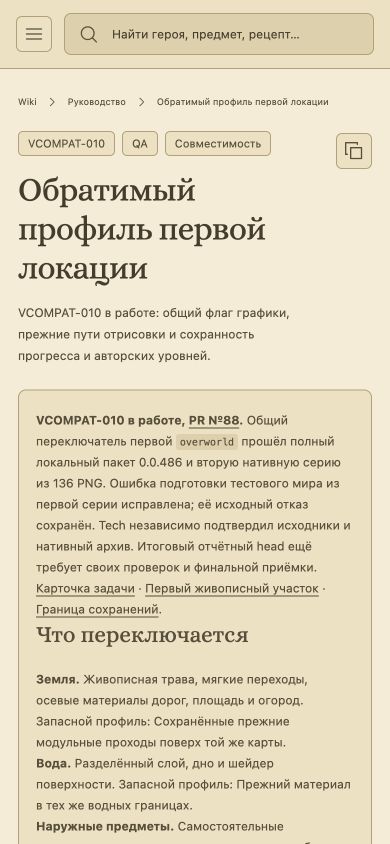 Найти героя, предмет, рецепт…
Wiki > Руководство > Обратимый профиль первой локации
VCOMPAT-010 QA Совместимость
Обратимый
профиль первой
локации
VCOMPAT-010 в работе: общий флаг графики,
прежние пути отрисовки и сохранность
прогресса и авторских уровней.
VCOMPAT-010 в работе, PR №88. Общий
переключатель первой overworld прошёл полный
локальный пакет 0.0.486 и вторую нативную серию
из 136 PNG. Ошибка подготовки тестового мира из
первой серии исправлена; её исходный отказ
сохранён. Tech независимо подтвердил исходники и
нативный архив. Итоговый отчётный head ещё
требует своих проверок и финальной приёмки.
Карточка задачи · Первый живописный участок ·
Граница сохранений.
Что переключается
Земля. Живописная трава, мягкие переходы,
осевые материалы дорог, площадь и огород.
Запасной профиль: Сохранённые прежние
модульные проходы поверх той же карты.
Вода. Разделённый слой, дно и шейдер
поверхности. Запасной профиль: Прежний материал
в тех же водных границах.
Наружные предметы. Самостоятельные